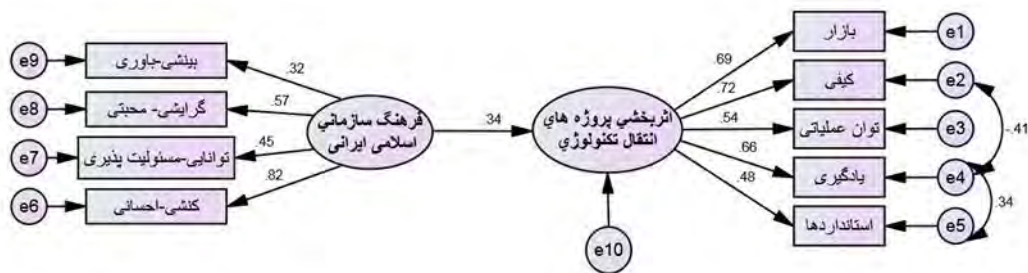 e9
بینشی-باوری
.32
e8
گرایشی- محبتی
.57
e7
توانایی-مسئولیت پذیری
.45
e6
کنشی-احسانی
.82
فرهنگ سازماني
اسلامی ایرانی
.34
اثربخشي پروژه هاي
انتقال تکنولوژي
e10
.69
بازار
e1
.72
کیفی
e2
.54
توان عملیاتی
e3
.66
یادگیری
e4
.48
استانداردها
e5
-.41
.34